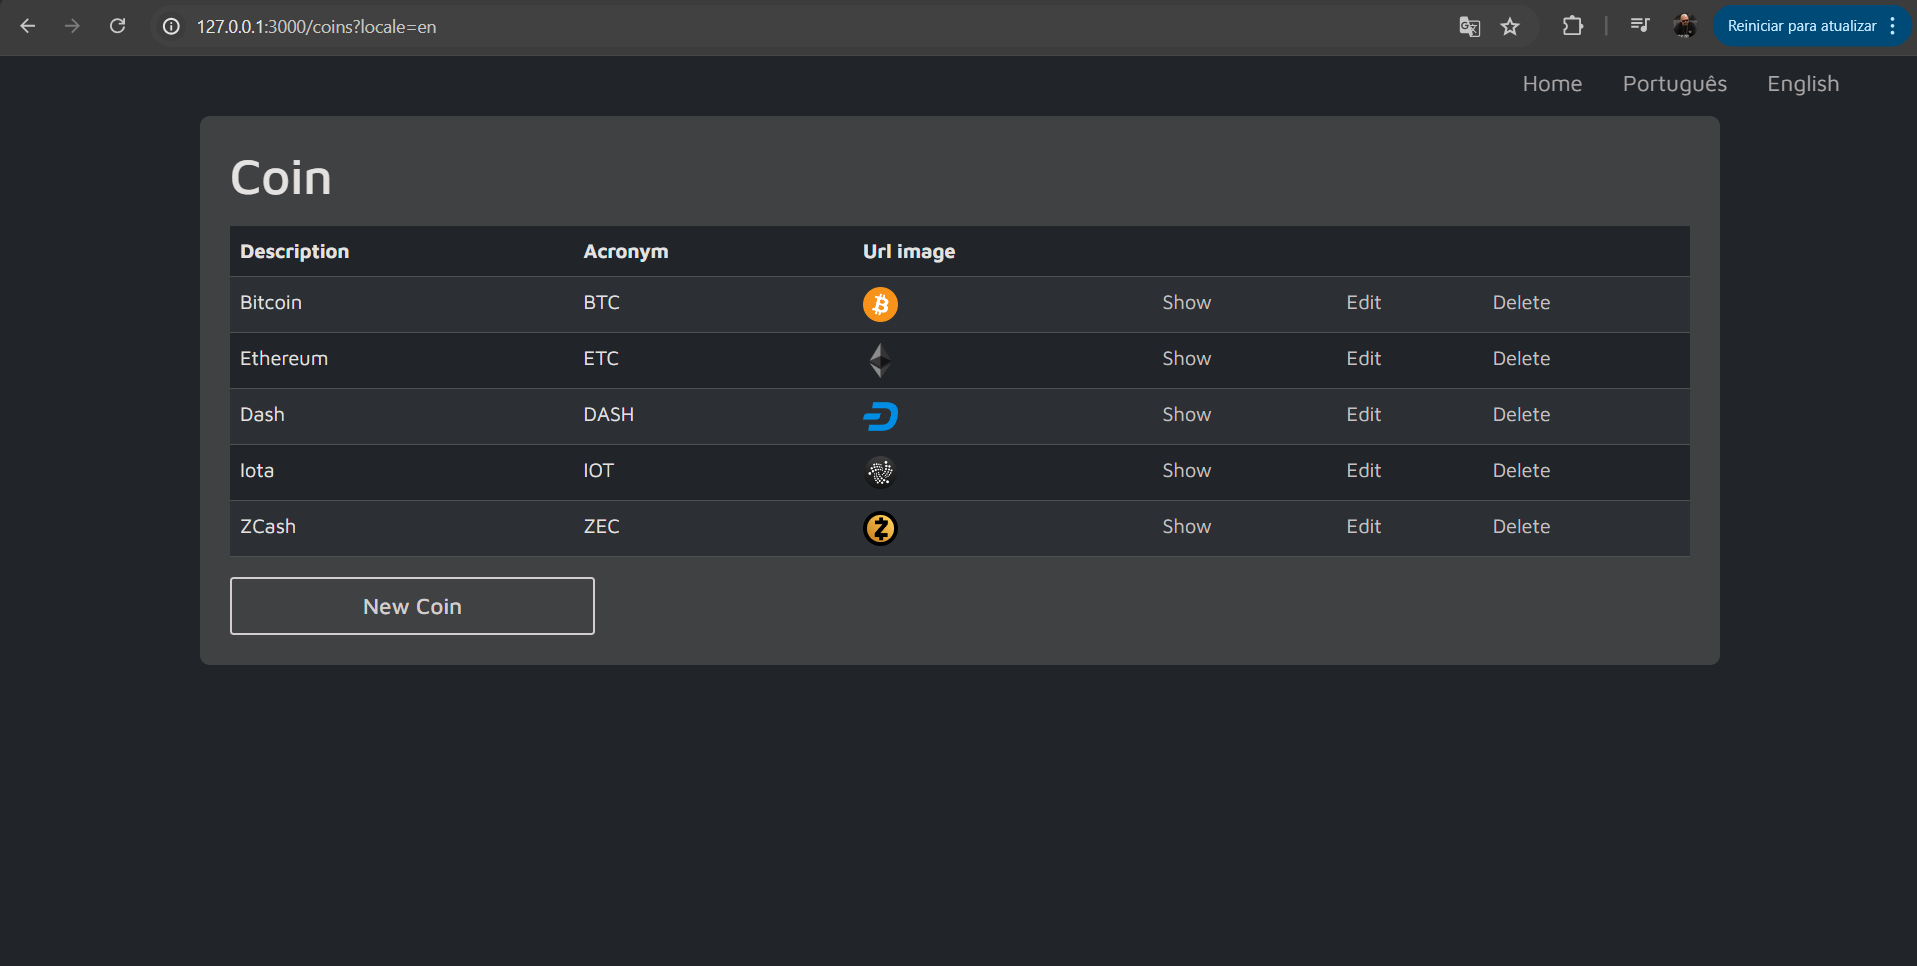 127.0.0.1:3000/coins?locale=en
Reiniciar para atualizar
Home Português English
Coin
Description Acronym Url image
Bitcoin BTC Show Edit Delete
Ethereum ETC Show Edit Delete
Dash DASH Show Edit Delete
Iota IOT Show Edit Delete
ZCash ZEC Show Edit Delete
New Coin